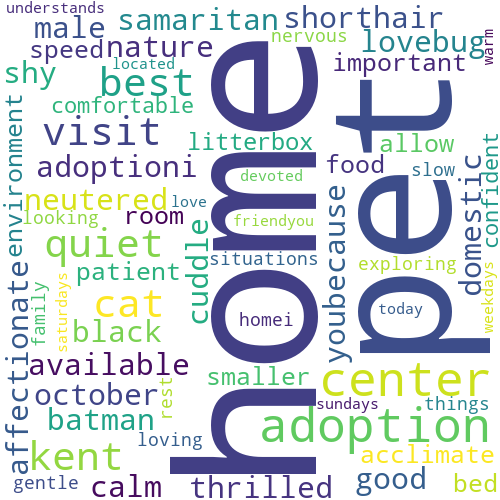 understands
samaritan
shorthair
male
nervous
lovebug
speed
nature
located
important
warm
shy
best
comfortable
home
pet
visit
litterbox
allow
confident
environment
adoptioni
devoted
food
slow
domestic
neutered
love
looking
room
friendyou
youbecause
quiet
cuddle
situations
exploring
patient
weekdays
affectionate
family
saturdays
cat
homei
today
black
available
smaller
center
october
rest
sundays
things
batman
adoption
kent
loving
acclimate
gentle
calm
thrilled
good
bed